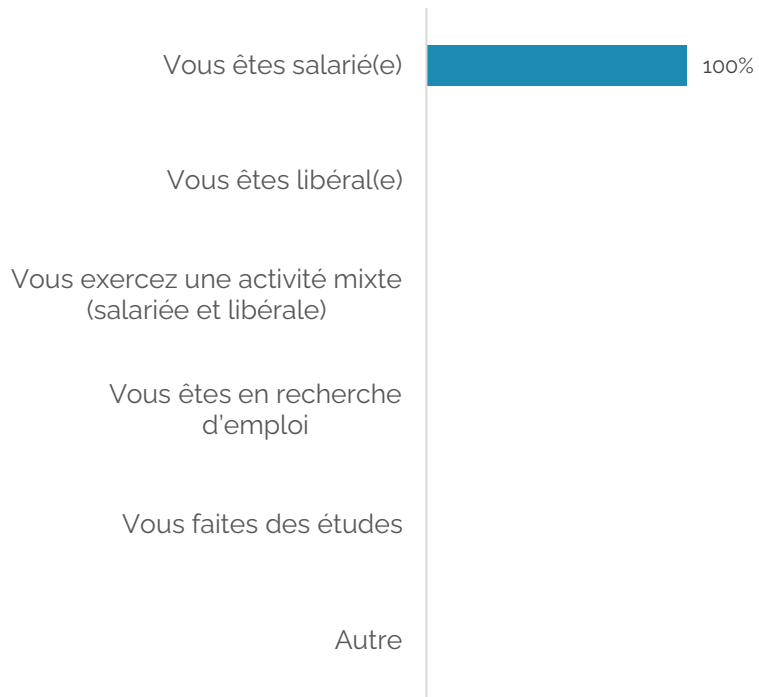 Vous êtes salarié(e)
100%
Vous êtes libéral(e)
Vous exercez une activité mixte
(salariée et libérale)
Vous êtes en recherche
d'emploi
Vous faites des études
Autre